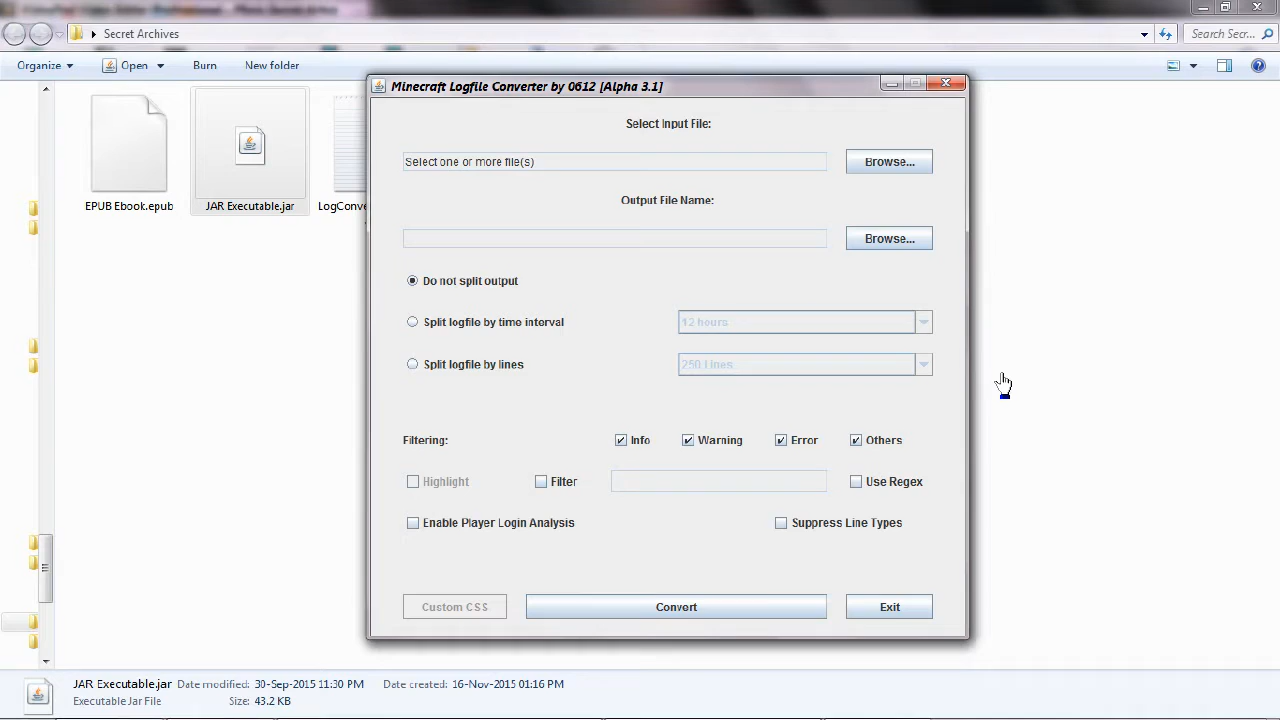 Secret Archives
Search Secr...
Organize
Open
Burn
New folder
EPUB Ebook.epub
JAR Executable.jar
LogConve
Minecraft Logfile Converter by 0612 [Alpha 3.1]
Select Input File:
Select one or more file(s)
Browse...
Output File Name:
Browse...
Do not split output
Split logfile by time interval
12 hours
Split logfile by lines
250 Lines
Filtering:
Info
Warning
Error
Others
Highlight
Filter
Use Regex
Enable Player Login Analysis
Suppress Line Types
Custom CSS
Convert
Exit
JAR Executable.jar Date modified: 30-Sep-2015 11:30 PM Date created: 16-Nov-2015 01:16 PM
Executable Jar File Size: 43.2 KB